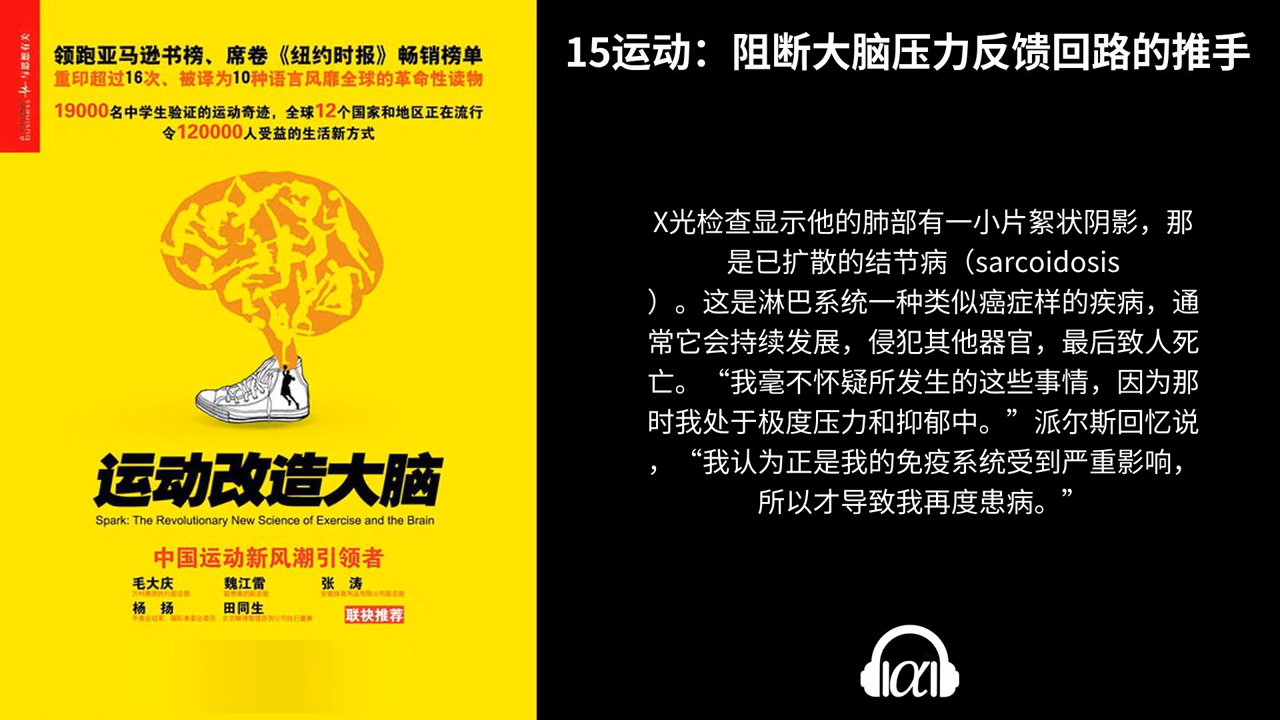 与思想有关
business
领跑亚马逊书榜、席卷《纽约时报》畅销榜单
重印超过16次、被译为10种语言风靡全球的革命性读物
19000名中学生验证的运动奇迹，全球12个国家和地区正在流行
令120000人受益的生活新方式
运动改造大脑
Spark: The Revolutionary New Science of Exercise and the Brain
中国运动新风潮引领者
毛大庆 魏江雷 张 涛
杨 扬 田同生 联袂推荐
15运动：阻断大脑压力反馈回路的推手
X光检查显示他的肺部有一小片絮状阴影，那
是已扩散的结节病（sarcoidosis
）。这是淋巴系统一种类似癌症样的疾病，通
常它会持续发展，侵犯其他器官，最后致人死
亡。“我毫不怀疑所发生的这些事情，因为那
时我处于极度压力和抑郁中。”派尔斯回忆说
，“我认为正是我的免疫系统受到严重影响，
所以才导致我再度患病。”